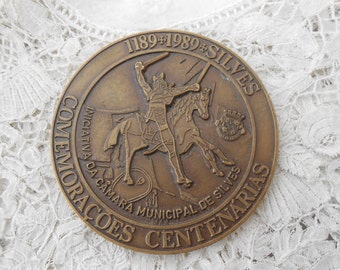 1189 + 1989 + SILVES
COMEMORAÇÕES CENTENÁRIAS
INICIATIVA DA CÂMARA MUNICIPAL DE SILVES